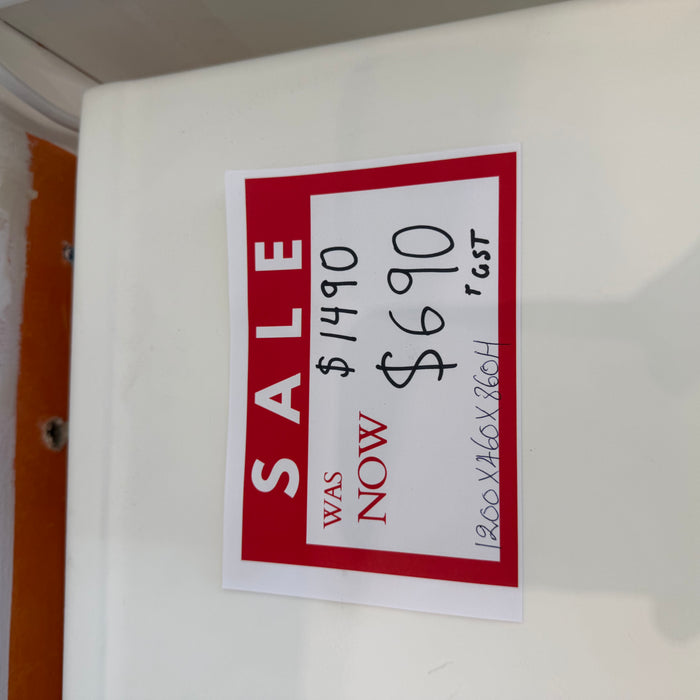 SALE
WAS $1490
NOW $690
+ GST
1200X460X860H